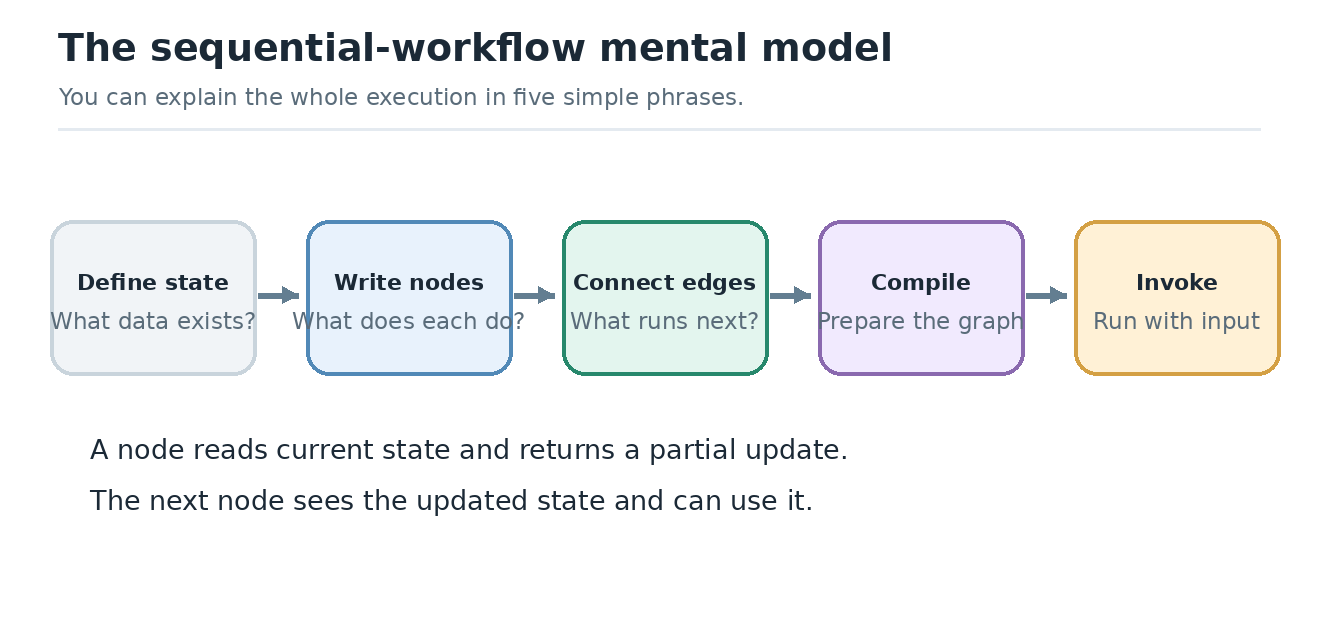 The sequential-workflow mental model
You can explain the whole execution in five simple phrases.
Define state
What data exists?
Write nodes
What does each do?
Connect edges
What runs next?
Compile
Prepare the graph
Invoke
Run with input
A node reads current state and returns a partial update.
The next node sees the updated state and can use it.